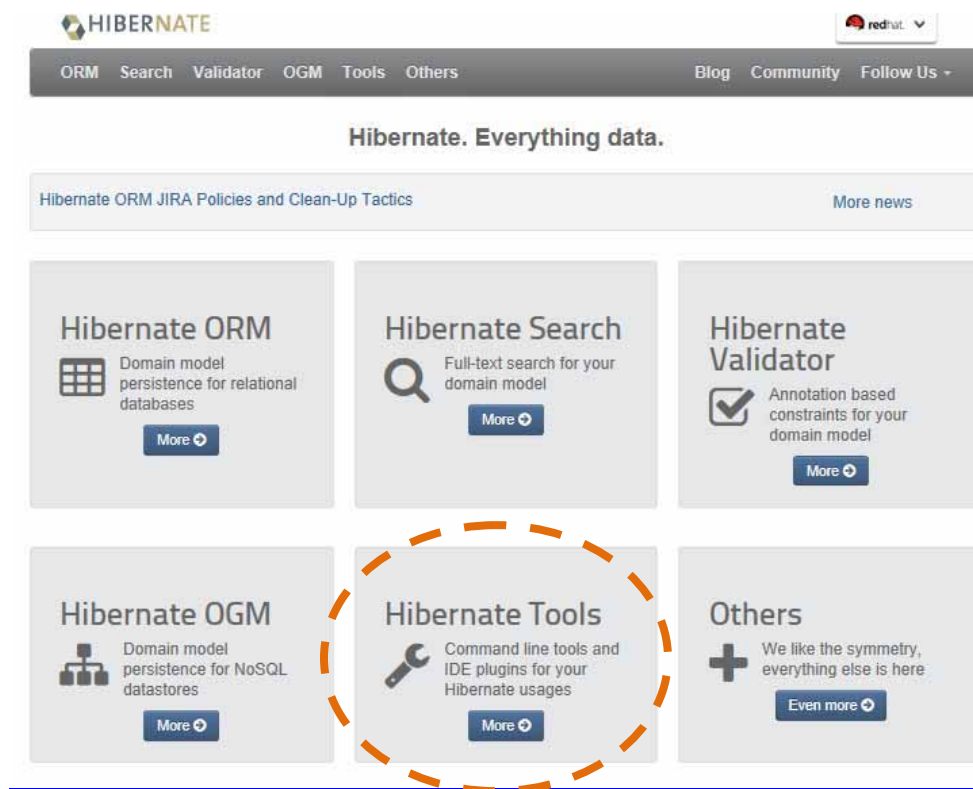 HIBERNATE
redhat.
ORM Search Validator OGM Tools Others
Blog Community Follow Us
Hibernate. Everything data.
Hibernate ORM JIRA Policies and Clean-Up Tactics
More news
Hibernate ORM
Domain model
persistence for relational
databases
More
Hibernate Search
Full-text search for your
domain model
More
Hibernate
Validator
Annotation based
constraints for your
domain model
More
Hibernate OGM
Domain model
persistence for NoSQL
datastores
More
Hibernate Tools
Command line tools and
IDE plugins for your
Hibernate usages
More
Others
We like the symmetry,
everything else is here
Even more